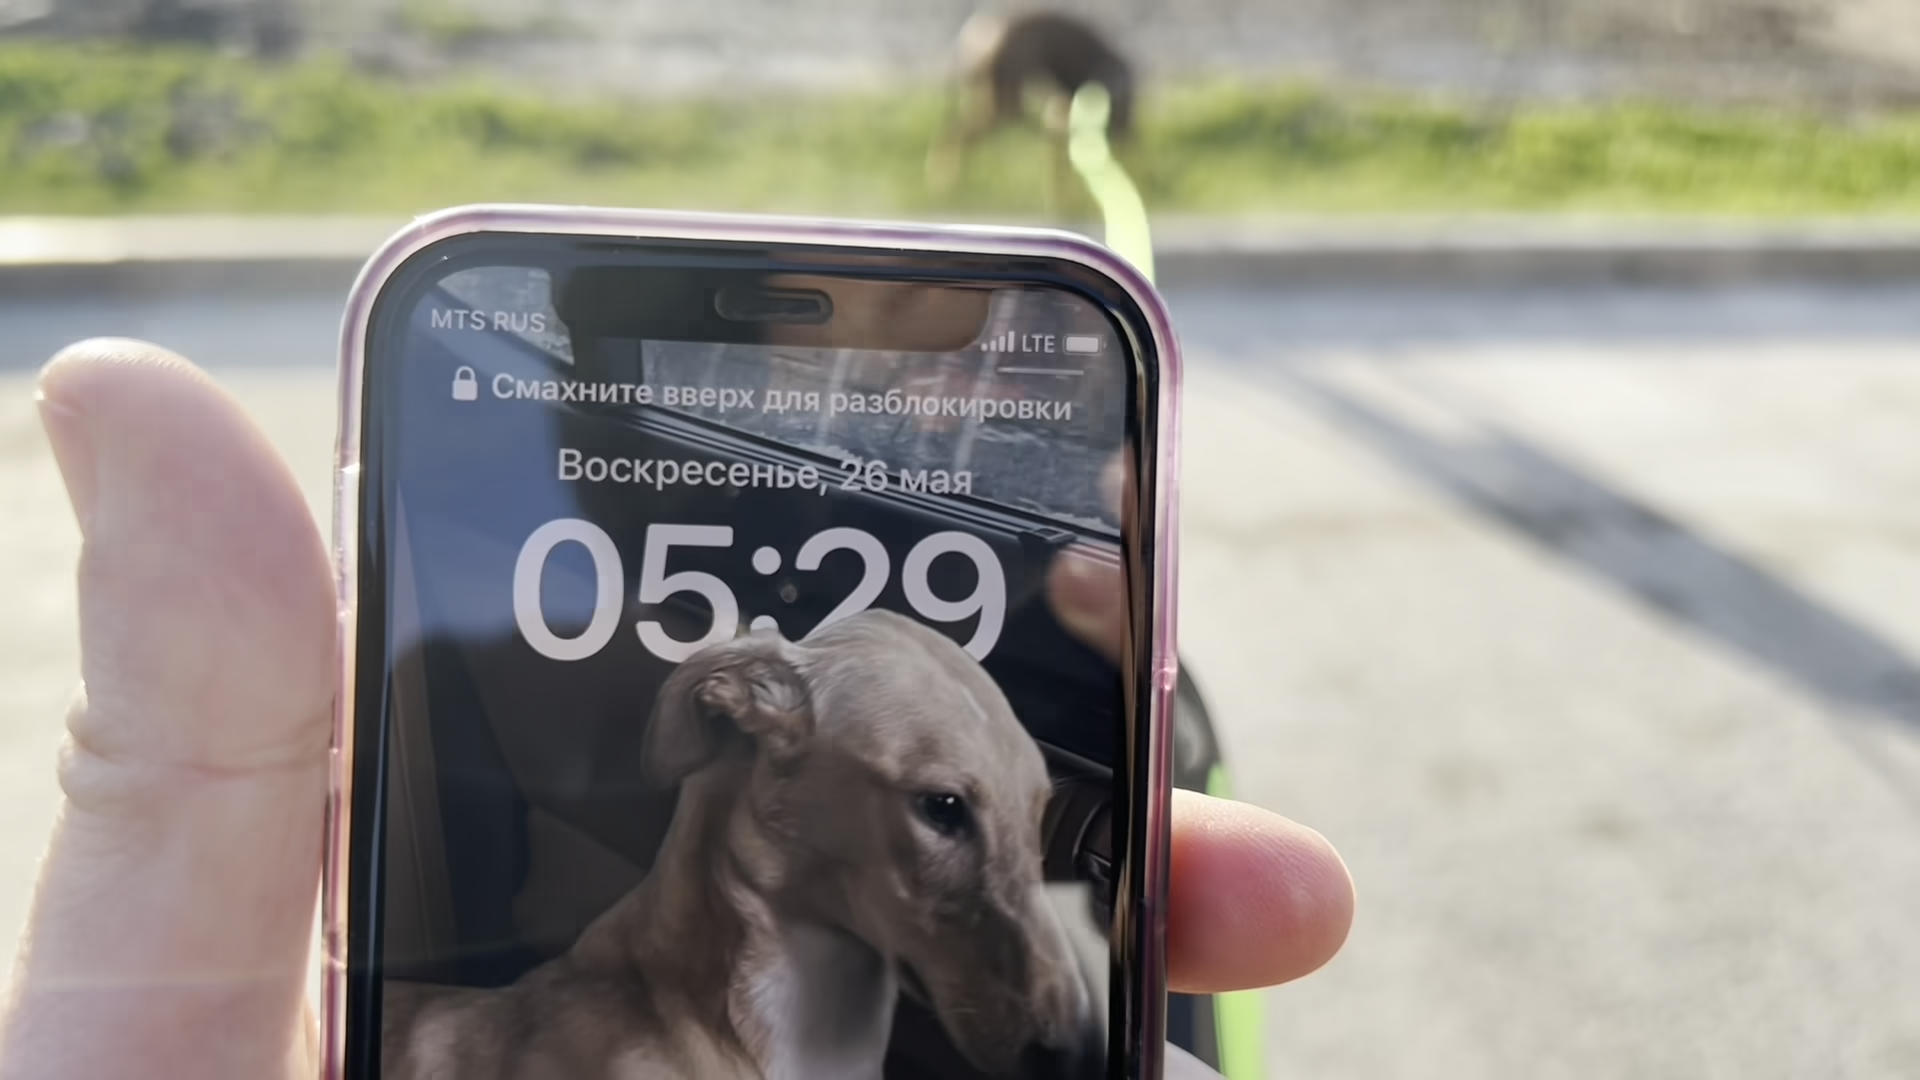 MTS RUS
LTE
Смахните вверх для разблокировки
Воскресенье, 26 мая
05:29